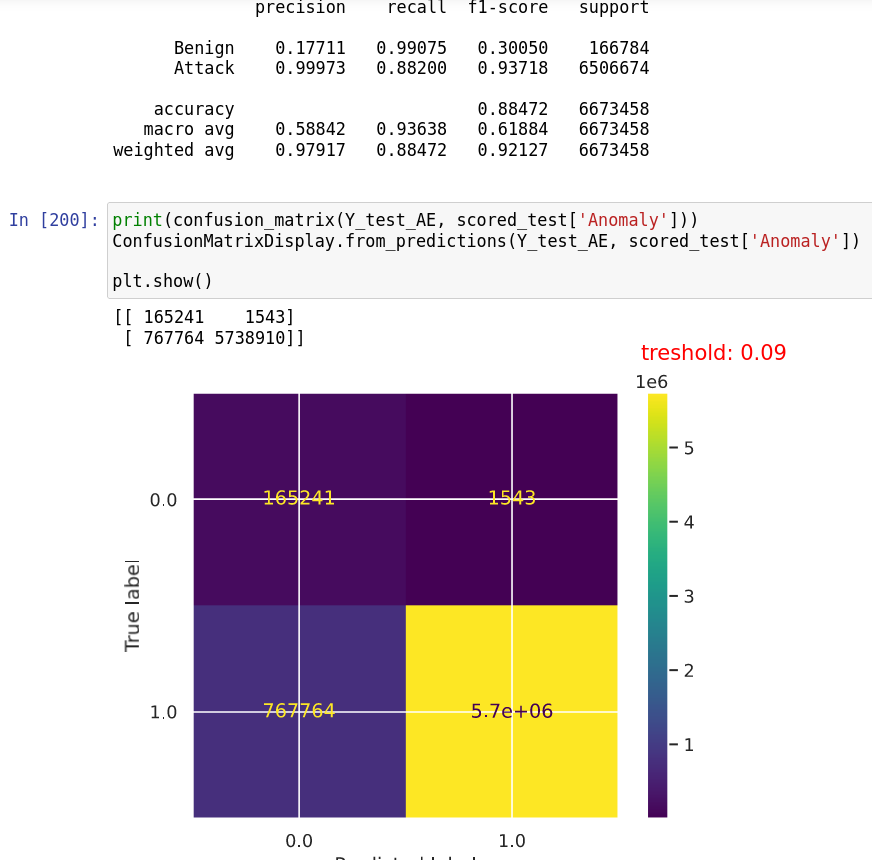 precision recall f1-score support
Benign 0.17711 0.99075 0.30050 166784
Attack 0.99973 0.88200 0.93718 6506674
accuracy 0.88472 6673458
macro avg 0.58842 0.93638 0.61884 6673458
weighted avg 0.97917 0.88472 0.92127 6673458
In [200]: print(confusion_matrix(Y_test_AE, scored_test['Anomaly']))
ConfusionMatrixDisplay.from_predictions(Y_test_AE, scored_test['Anomaly'])
plt.show()
[[ 165241 1543]
[ 767764 5738910]]
treshold: 0.09
1e6
5
0.0 165241 1543
4
3
True label
2
1.0 767764 5.7e+06
1
0.0 1.0